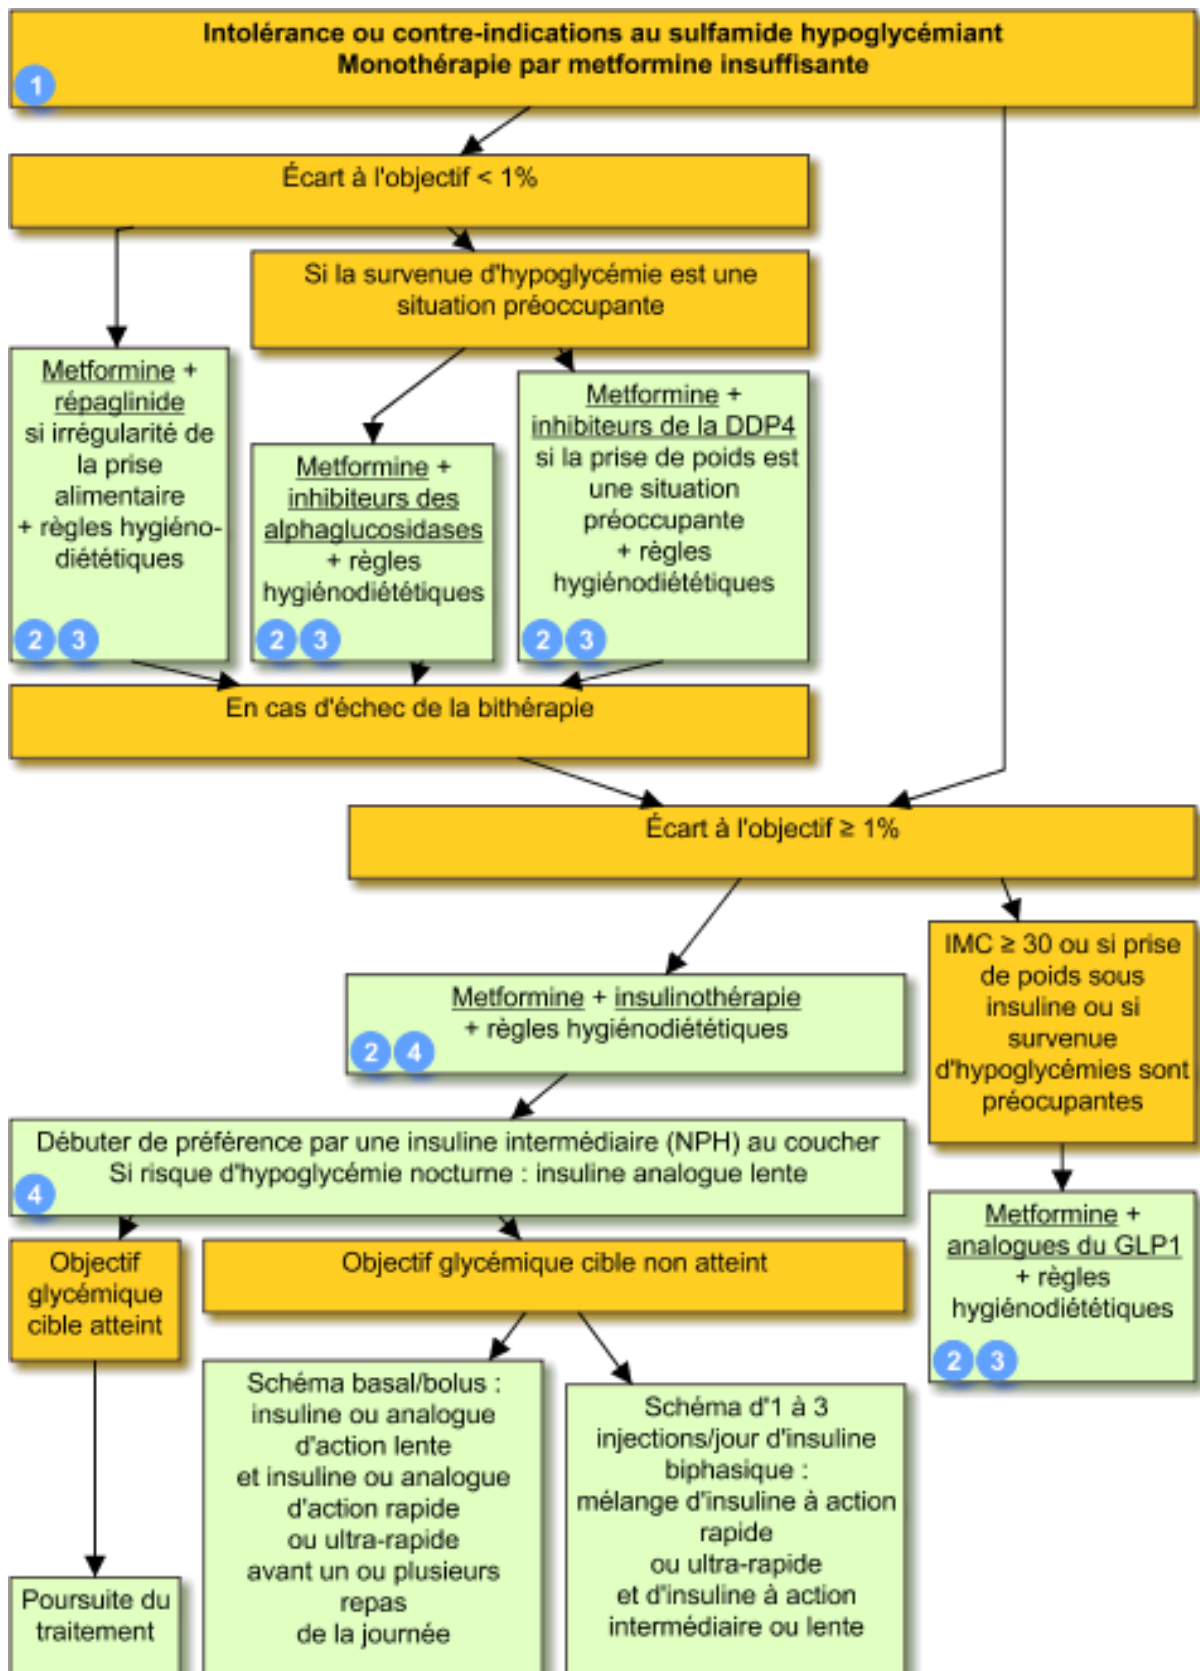 Intolérance ou contre-indications au sulfamide hypoglycémiant
Monothérapie par metformine insuffisante
1
Écart à l'objectif < 1%
Si la survenue d'hypoglycémie est une
situation préoccupante
Metformine +
répaglinide
si irrégularité de
la prise
alimentaire
+ règles hygiéno-
diététiques
2 3
Metformine +
inhibiteurs des
alphaglucosidases
+ règles
hygiénodiététiques
2 3
Metformine +
inhibiteurs de la DDP4
si la prise de poids est
une situation
préoccupante
+ règles
hygiénodiététiques
2 3
En cas d'échec de la bithérapie
Écart à l'objectif ≥ 1%
Metformine + insulinothérapie
+ règles hygiénodiététiques
2 4
IMC ≥ 30 ou si prise
de poids sous
insuline ou si
survenue
d'hypoglycémies sont
préocupantes
Débuter de préférence par une insuline intermédiaire (NPH) au coucher
Si risque d'hypoglycémie nocturne : insuline analogue lente
4
Metformine +
analogues du GLP1
+ règles
hygiénodiététiques
2 3
Objectif
glycémique
cible atteint
Objectif glycémique cible non atteint
Schéma basal/bolus :
insuline ou analogue
d'action lente
et insuline ou analogue
d'action rapide
ou ultra-rapide
avant un ou plusieurs
repas
de la journée
Schéma d'1 à 3
injections/jour d'insuline
biphasique :
mélange d'insuline à action
rapide
ou ultra-rapide
et d'insuline à action
intermédiaire ou lente
Poursuite du
traitement